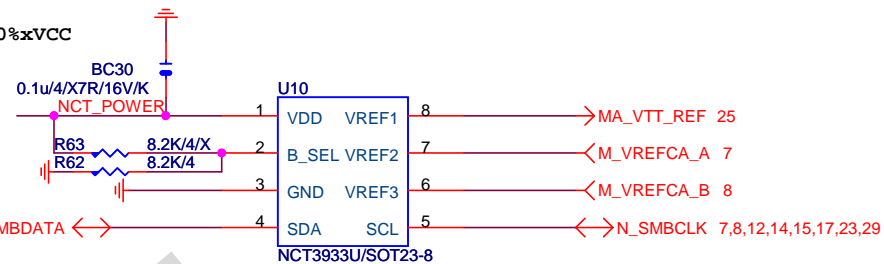 0%xVCC
BC30
0.1u/4/X7R/16V/K
NCT_POWER
U10
1 VDD VREF1 8 MA_VTT_REF 25
R63 8.2K/4/X
2 B_SEL VREF2 7 M_VREFCA_A 7
R62 8.2K/4
3 GND VREF3 6 M_VREFCA_B 8
MBDATA 4 SDA SCL 5 N_SMBCLK 7,8,12,14,15,17,23,29
NCT3933U/SOT23-8